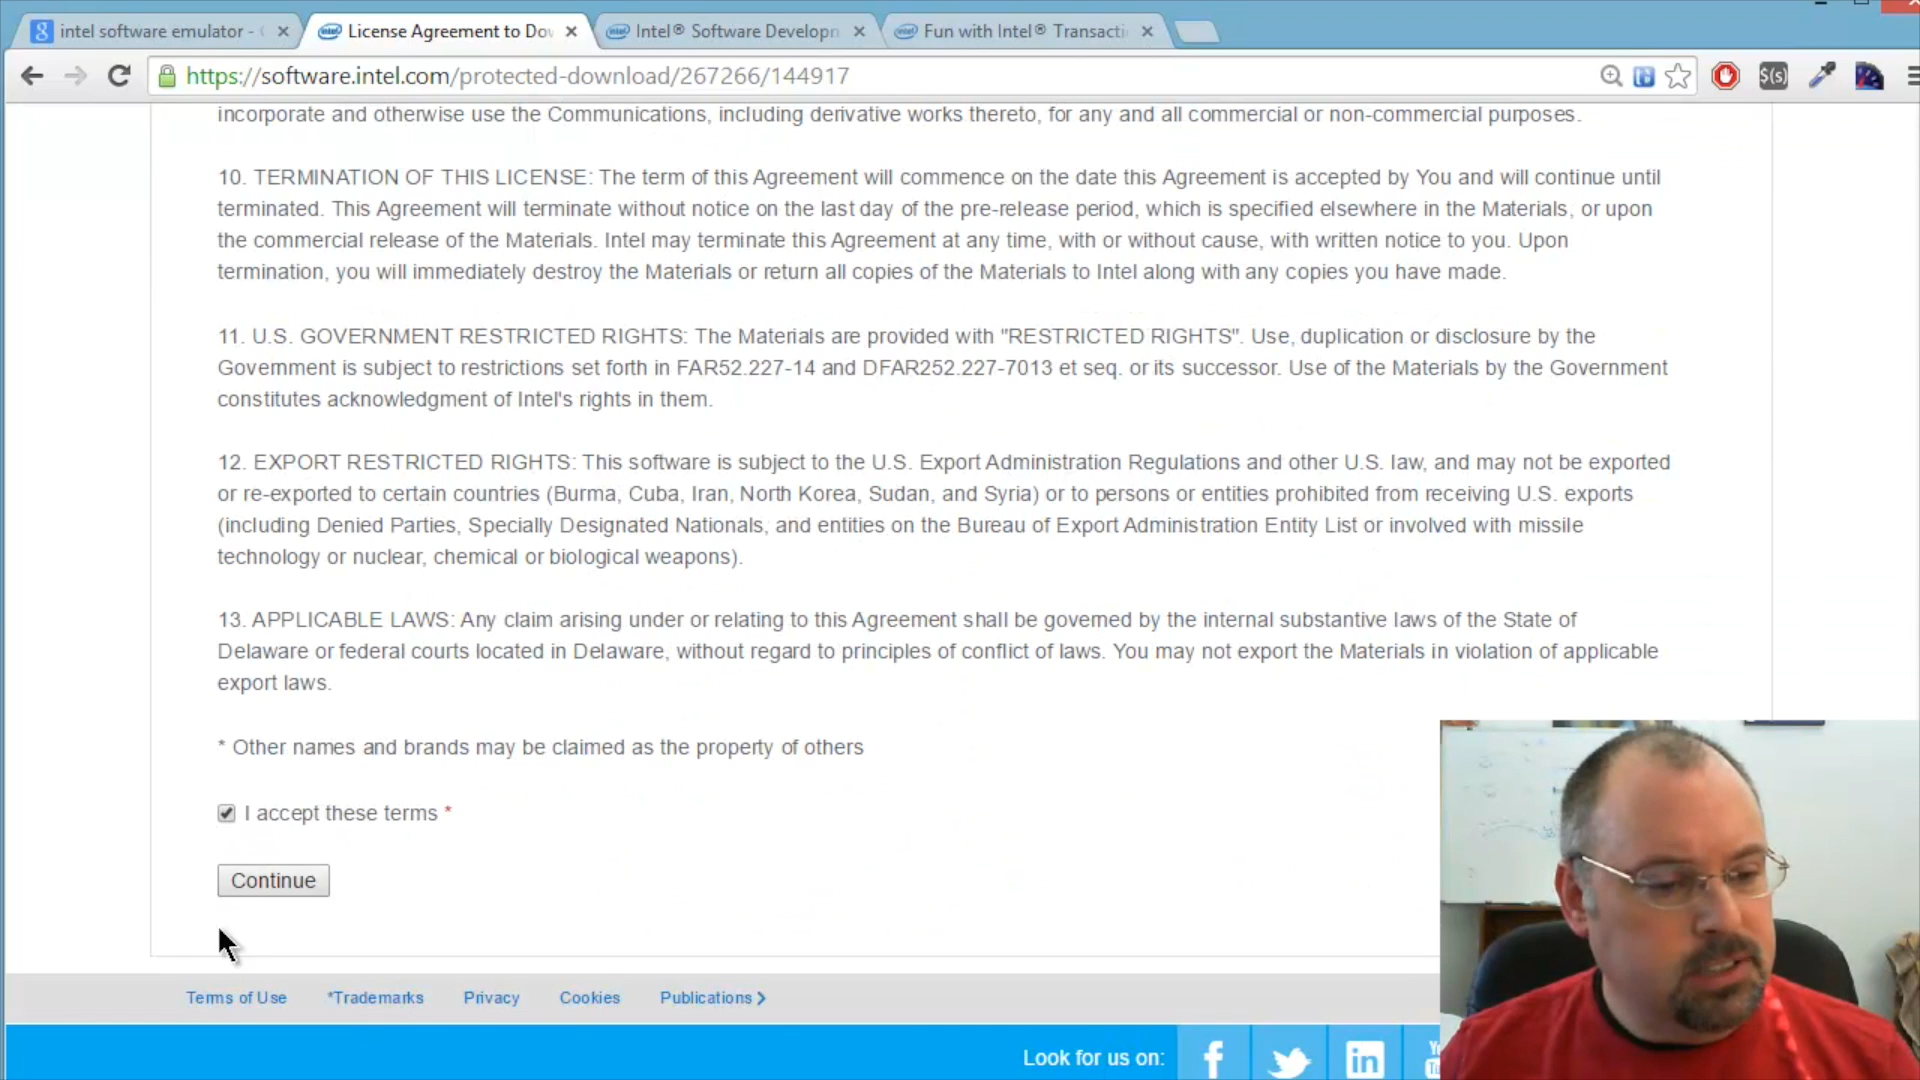 intel software emulator -
License Agreement to Dov
Intel® Software Developn
Fun with Intel® Transacti
https://software.intel.com/protected-download/267266/144917
$(s)
incorporate and otherwise use the Communications, including derivative works thereto, for any and all commercial or non-commercial purposes.
10. TERMINATION OF THIS LICENSE: The term of this Agreement will commence on the date this Agreement is accepted by You and will continue until
terminated. This Agreement will terminate without notice on the last day of the pre-release period, which is specified elsewhere in the Materials, or upon
the commercial release of the Materials. Intel may terminate this Agreement at any time, with or without cause, with written notice to you. Upon
termination, you will immediately destroy the Materials or return all copies of the Materials to Intel along with any copies you have made.
11. U.S. GOVERNMENT RESTRICTED RIGHTS: The Materials are provided with "RESTRICTED RIGHTS". Use, duplication or disclosure by the
Government is subject to restrictions set forth in FAR52.227-14 and DFAR252.227-7013 et seq. or its successor. Use of the Materials by the Government
constitutes acknowledgment of Intel's rights in them.
12. EXPORT RESTRICTED RIGHTS: This software is subject to the U.S. Export Administration Regulations and other U.S. law, and may not be exported
or re-exported to certain countries (Burma, Cuba, Iran, North Korea, Sudan, and Syria) or to persons or entities prohibited from receiving U.S. exports
(including Denied Parties, Specially Designated Nationals, and entities on the Bureau of Export Administration Entity List or involved with missile
technology or nuclear, chemical or biological weapons).
13. APPLICABLE LAWS: Any claim arising under or relating to this Agreement shall be governed by the internal substantive laws of the State of
Delaware or federal courts located in Delaware, without regard to principles of conflict of laws. You may not export the Materials in violation of applicable
export laws.
* Other names and brands may be claimed as the property of others
I accept these terms *
Continue
Terms of Use *Trademarks Privacy Cookies Publications
Look for us on: